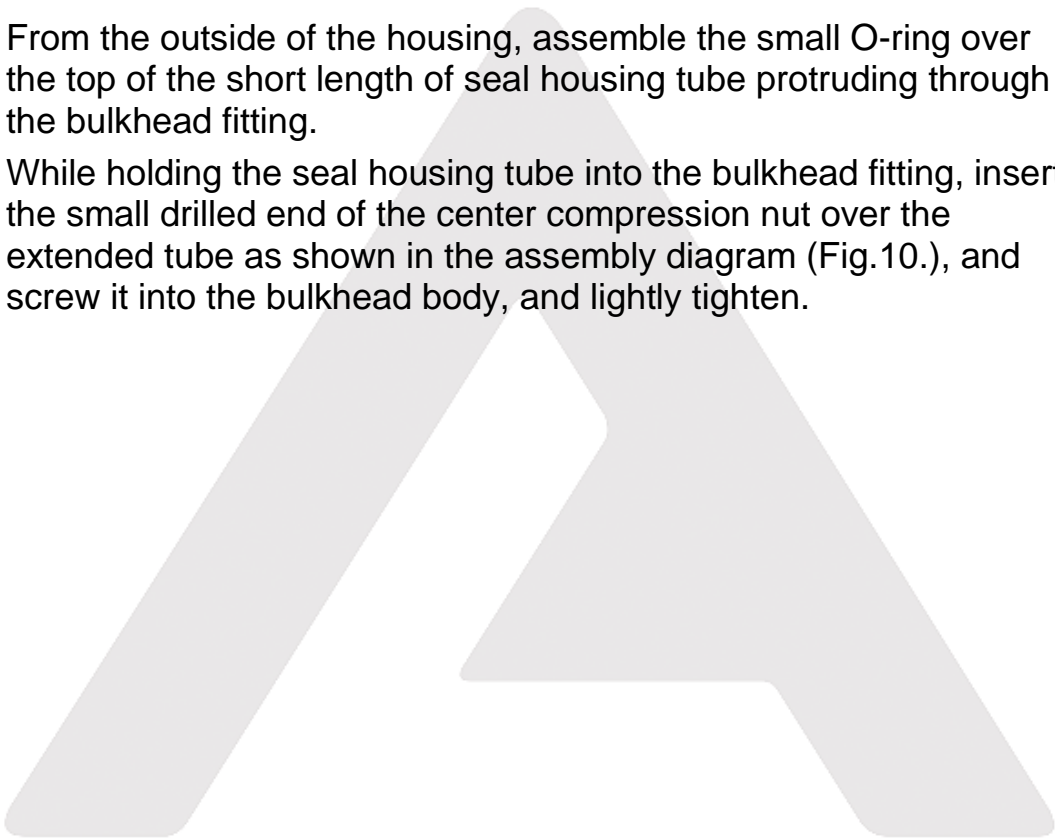 From the outside of the housing, assemble the small O-ring over
the top of the short length of seal housing tube protruding through
the bulkhead fitting.
While holding the seal housing tube into the bulkhead fitting, insert
the small drilled end of the center compression nut over the
extended tube as shown in the assembly diagram (Fig.10.), and
screw it into the bulkhead body, and lightly tighten.